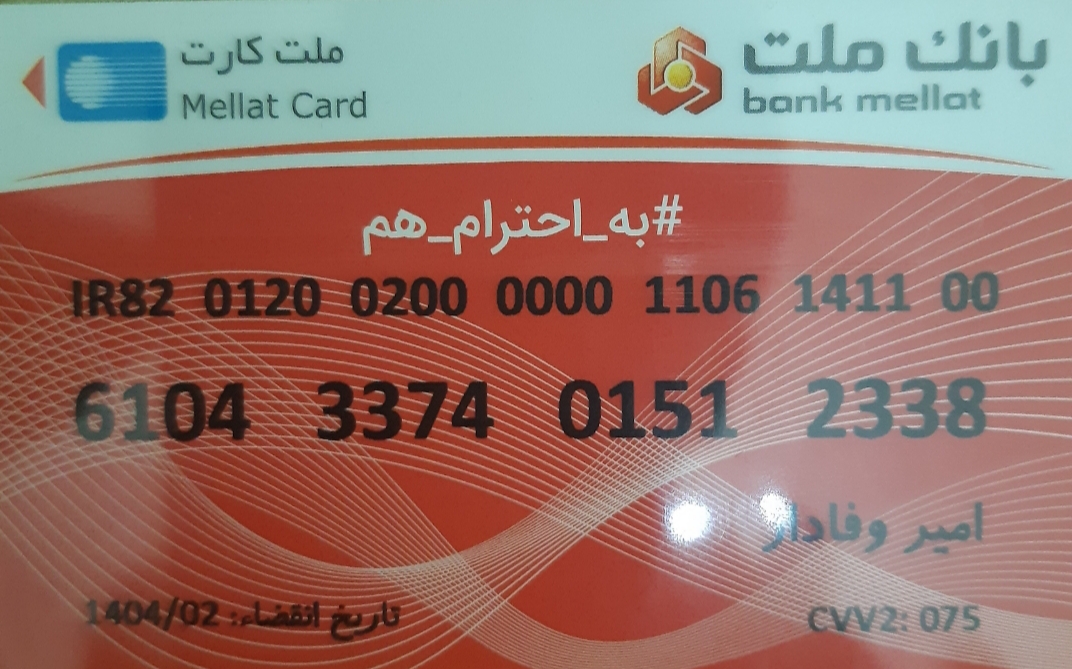 ملت کارت
Mellat Card
بانك ملت
bank mellat
#به_احترام_هم
IR82 0120 0200 0000 1106 1411 00
6104 3374 0151 2338
امیر وفادار
تاریخ انقضاء: 1404/02
CVV2: 075